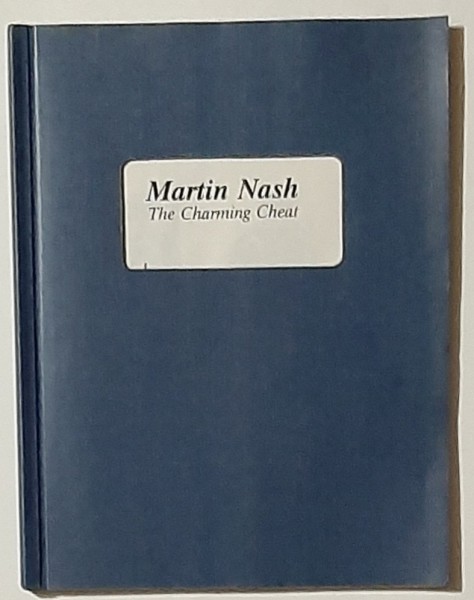 Martin Nash
The Charming Cheat